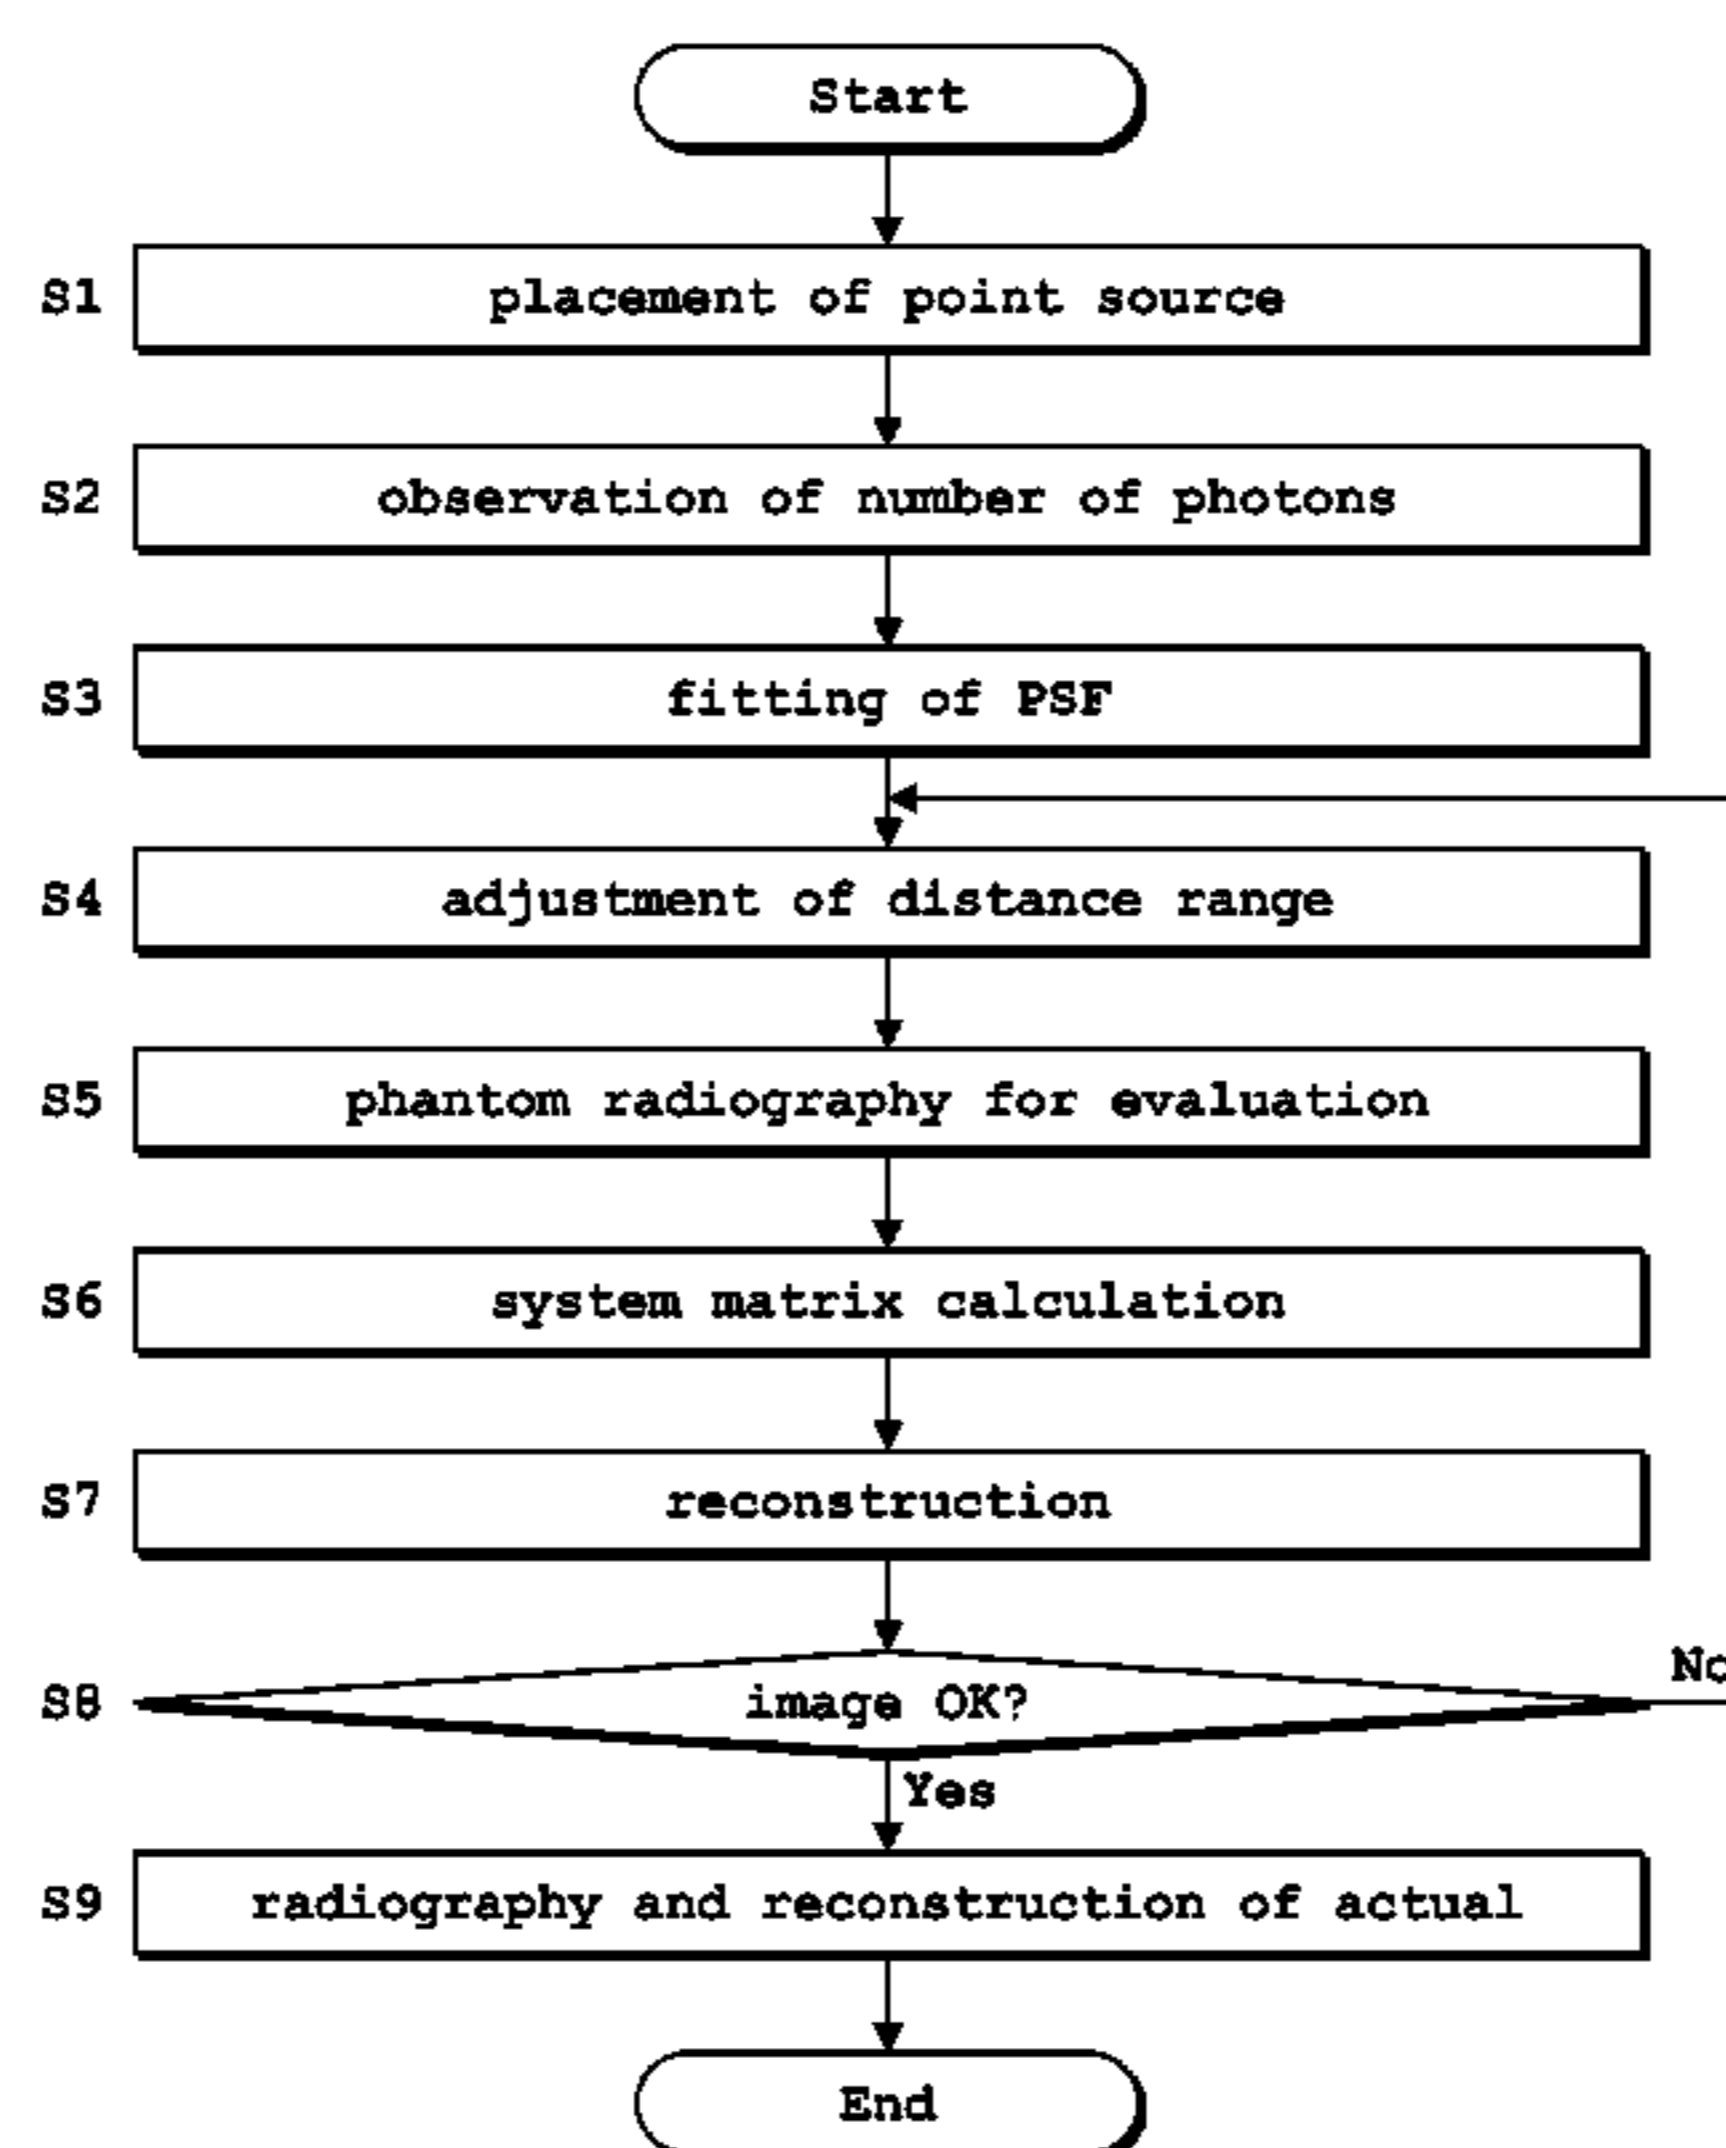 Start
S1 placement of point source
S2 observation of number of photons
S3 fitting of PSF
S4 adjustment of distance range
S5 phantom radiography for evaluation
S6 system matrix calculation
S7 reconstruction
No
S8 image OK?
Yes
S9 radiography and reconstruction of actual
End